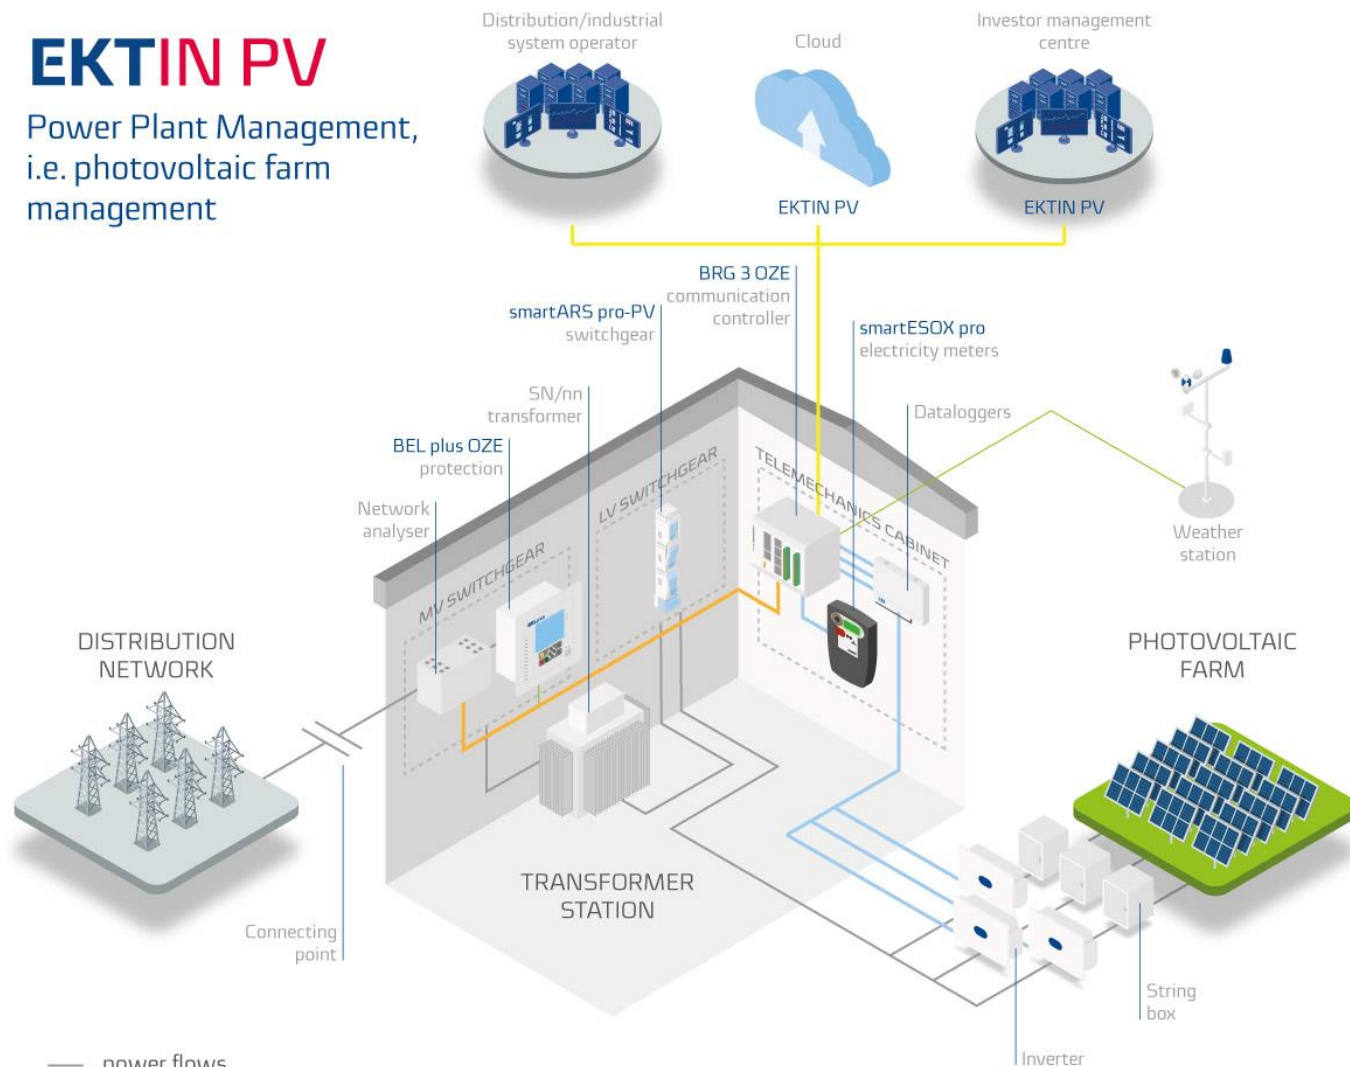 EKTIN PV
Power Plant Management,
i.e. photovoltaic farm
management
Distribution/industrial
system operator
Cloud
Investor management
centre
EKTIN PV
EKTIN PV
BRG 3 OZE
communication
controller
smartARS pro-PV
switchgear
smartESOX pro
electricity meters
SN/nn
transformer
Dataloggers
BEL plus OZE
protection
Network
analyser
MV SWITCHGEAR
LV SWITCHGEAR
TELEMECHANICS CABINET
Weather
station
DISTRIBUTION
NETWORK
PHOTOVOLTAIC
FARM
TRANSFORMER
STATION
Connecting
point
String
box
Inverter
power flows